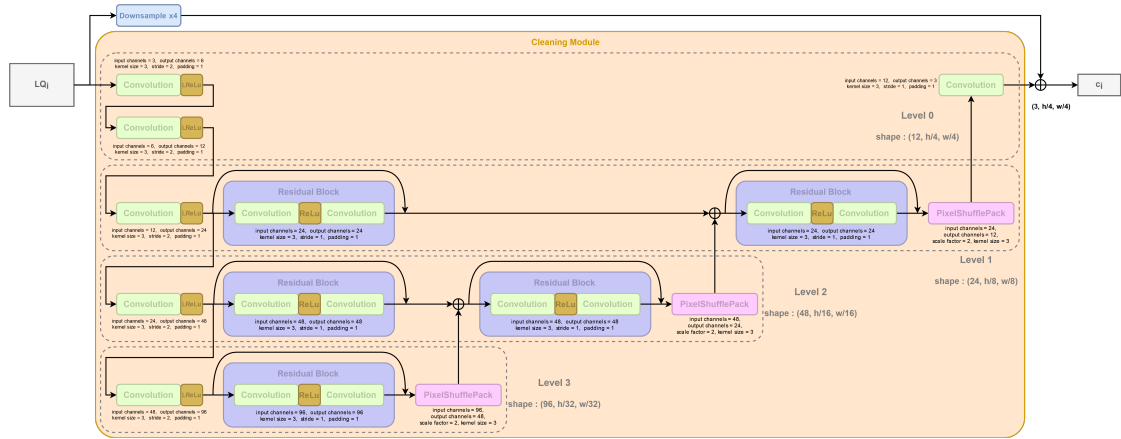 Downsample x4
Cleaning Module
LQi
input channels = 3, output channels = 6
kernel size = 3, stride = 2, padding = 1
Convolution
LReLu
Convolution
LReLu
input channels = 6, output channels = 12
kernel size = 3, stride = 2, padding = 1
input channels = 12, output channels = 3
kernel size = 3, stride = 1, padding = 1
Convolution
ci
(3, h/4, w/4)
Level 0
shape : (12, h/4, w/4)
Convolution
LReLu
input channels = 12, output channels = 24
kernel size = 3, stride = 2, padding = 1
Residual Block
Convolution
ReLu
Convolution
input channels = 24, output channels = 24
kernel size = 3, stride = 1, padding = 1
Residual Block
Convolution
ReLu
Convolution
input channels = 24, output channels = 24
kernel size = 3, stride = 1, padding = 1
PixelShufflePack
input channels = 24,
output channels = 12,
scale factor = 2, kernel size = 3
Level 1
shape : (24, h/8, w/8)
Convolution
LReLu
input channels = 24, output channels = 48
kernel size = 3, stride = 2, padding = 1
Residual Block
Convolution
ReLu
Convolution
input channels = 48, output channels = 48
kernel size = 3, stride = 1, padding = 1
Residual Block
Convolution
ReLu
Convolution
input channels = 48, output channels = 48
kernel size = 3, stride = 1, padding = 1
PixelShufflePack
input channels = 48,
output channels = 24,
scale factor = 2, kernel size = 3
Level 2
shape : (48, h/16, w/16)
Convolution
LReLu
input channels = 48, output channels = 96
kernel size = 3, stride = 2, padding = 1
Residual Block
Convolution
ReLu
Convolution
input channels = 96, output channels = 96
kernel size = 3, stride = 1, padding = 1
PixelShufflePack
input channels = 96,
output channels = 48,
scale factor = 2, kernel size = 3
Level 3
shape : (96, h/32, w/32)